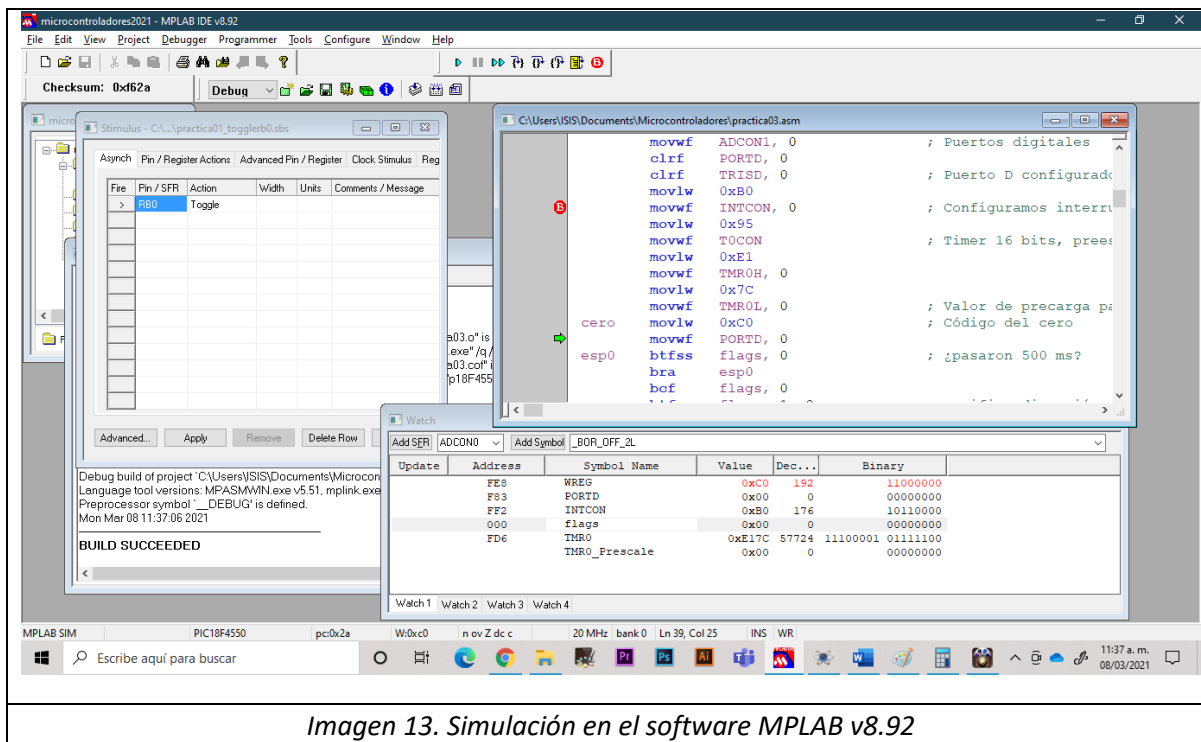 microcontroladores2021 - MPLAB IDE v8.92
File Edit View Project Debugger Programmer Tools Configure Window Help
Checksum: 0xf62a
Debug
micro
Stimulus - C:\...\practica01_togglerb0.sbs
Asynch Pin / Register Actions Advanced Pin / Register Clock Stimulus Reg
Fire Pin / SFR Action Width Units Comments / Message
> RB0 Toggle
Advanced... Apply Remove Delete Row
a03.o" is
.exe" /q /
a03.cof" i
p18F455
Debug build of project `C:\Users\ISIS\Documents\Microcon
Language tool versions: MPASMWIN.exe v5.51, mplink.exe
Preprocessor symbol `__DEBUG' is defined.
Mon Mar 08 11:37:06 2021
BUILD SUCCEEDED
C:\Users\ISIS\Documents\Microcontroladores\practica03.asm
movwf ADCON1, 0 ; Puertos digitales
clrf PORTD, 0
clrf TRISD, 0 ; Puerto D configurado
movlw 0xB0
B movwf INTCON, 0 ; Configuramos interru
movlw 0x95
movwf T0CON ; Timer 16 bits, prees
movlw 0xE1
movwf TMR0H, 0
movlw 0x7C
movwf TMR0L, 0 ; Valor de precarga pa
cero movlw 0xC0 ; Código del cero
movwf PORTD, 0
esp0 btfss flags, 0 ; ¿pasaron 500 ms?
bra esp0
bcf flags, 0
Watch
Add SFR ADCON0 Add Symbol _BOR_OFF_2L
Update Address Symbol Name Value Dec... Binary
FE8 WREG 0xC0 192 11000000
F83 PORTD 0x00 0 00000000
FF2 INTCON 0xB0 176 10110000
000 flags 0x00 0 00000000
FD6 TMR0 0xE17C 57724 11100001 01111100
TMR0_Prescale 0x00 0 00000000
Watch 1 Watch 2 Watch 3 Watch 4
MPLAB SIM PIC18F4550 pc:0x2a W:0xc0 n ov Z dc c 20 MHz bank 0 Ln 39, Col 25 INS WR
Escribe aquí para buscar
11:37 a. m.
08/03/2021
Imagen 13. Simulación en el software MPLAB v8.92